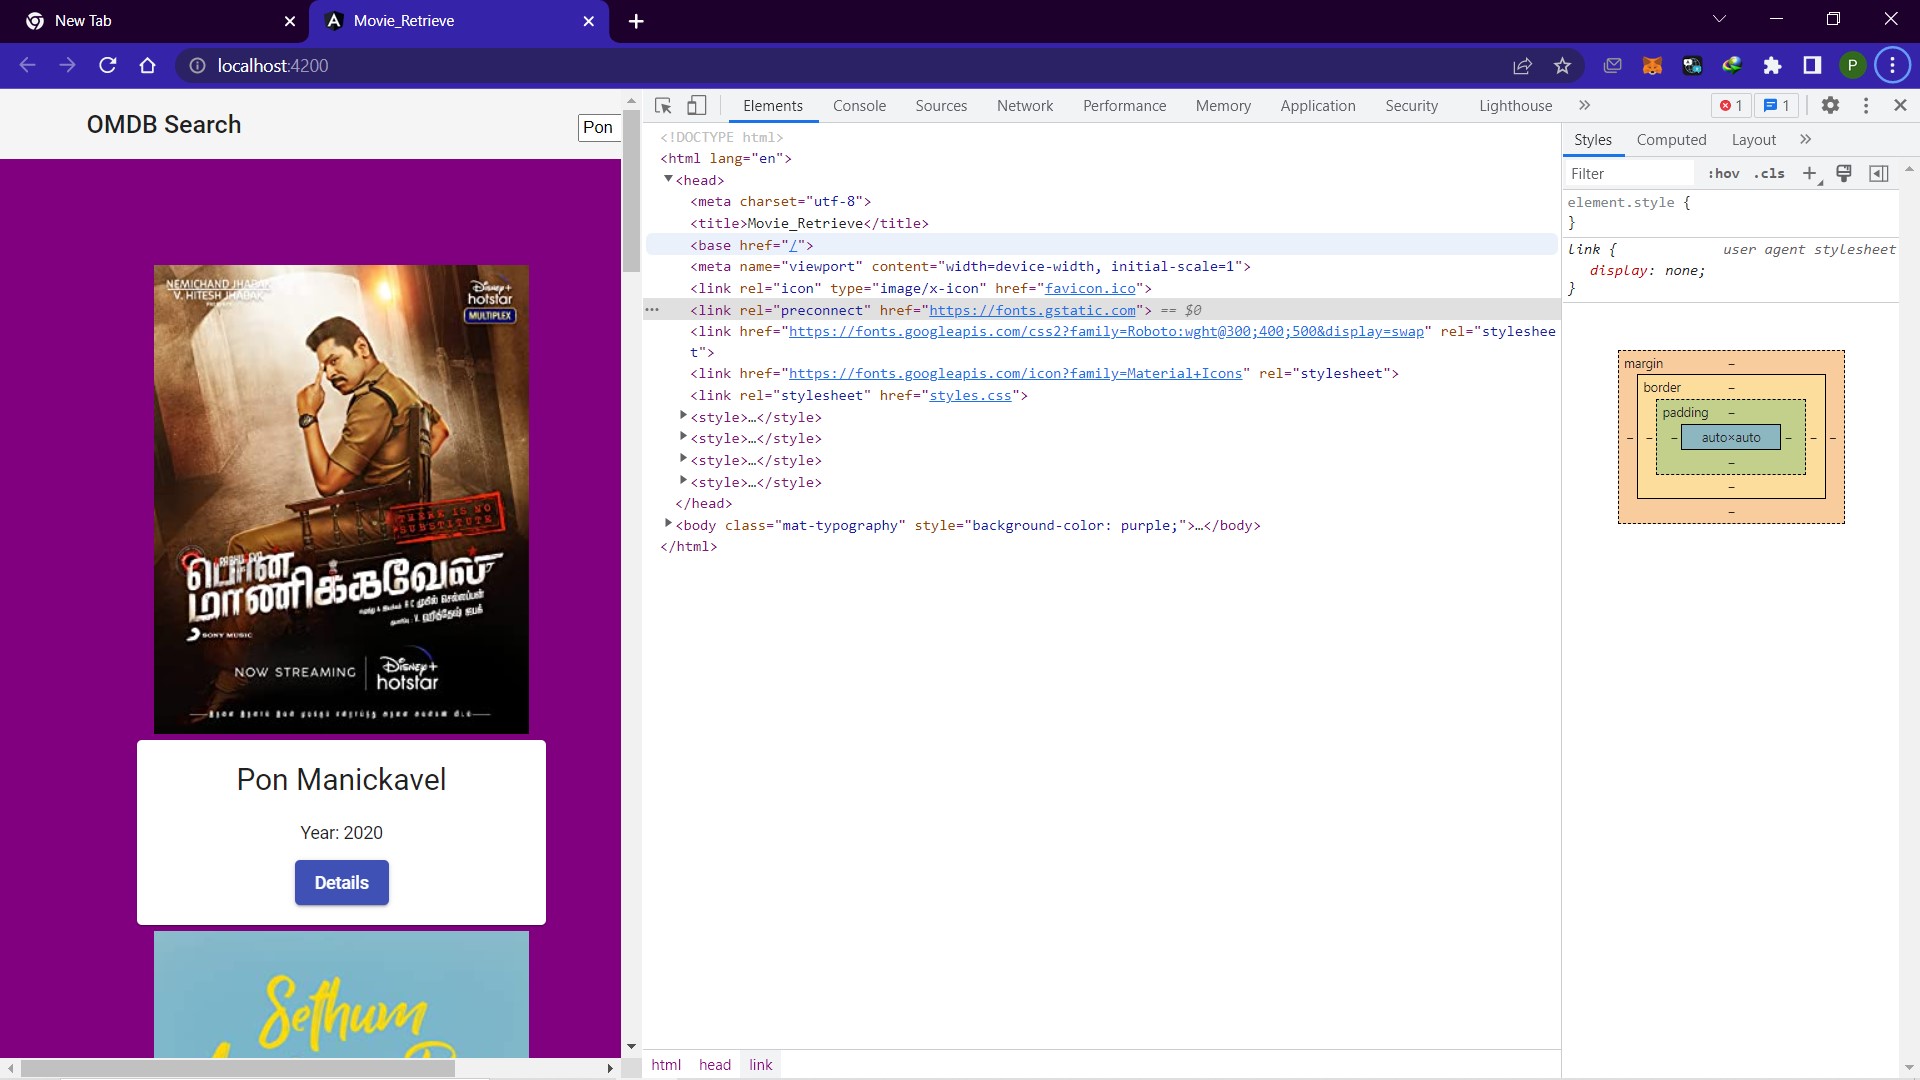 New Tab
Movie_Retrieve
localhost:4200
P
OMDB Search
Pon
NEMICHAND JHABAK
V. HITESH JHABAK
Disney+
hotstar
MULTIPLEX
THERE IS NO
SUBSTITUTE
பொன்
மாணிக்கவேல்
SONY MUSIC
NOW STREAMING
Disney+
hotstar
Pon Manickavel
Year: 2020
Details
Sethum
Elements Console Sources Network Performance Memory Application Security Lighthouse
1 1
<!DOCTYPE html>
<html lang="en">
<head>
<meta charset="utf-8">
<title>Movie_Retrieve</title>
<base href="/">
<meta name="viewport" content="width=device-width, initial-scale=1">
<link rel="icon" type="image/x-icon" href="favicon.ico">
<link rel="preconnect" href="https://fonts.gstatic.com"> == $0
<link href="https://fonts.googleapis.com/css2?family=Roboto:wght@300;400;500&display=swap" rel="styleshee
t">
<link href="https://fonts.googleapis.com/icon?family=Material+Icons" rel="stylesheet">
<link rel="stylesheet" href="styles.css">
<style>…</style>
<style>…</style>
<style>…</style>
<style>…</style>
</head>
<body class="mat-typography" style="background-color: purple;">…</body>
</html>
html head link
Styles Computed Layout
Filter :hov .cls
element.style {
}
link { user agent stylesheet
display: none;
}
margin –
border –
padding –
– – – auto×auto – – –
–
–
–